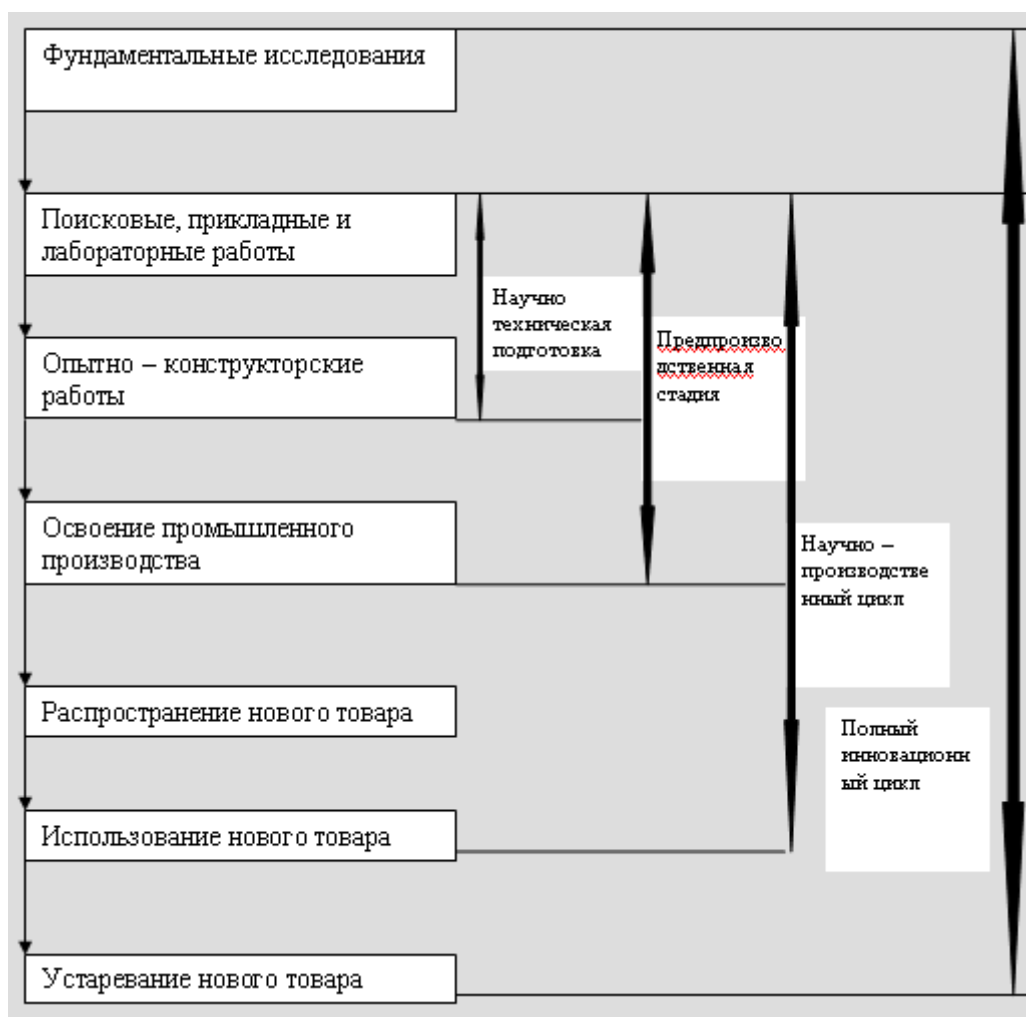 Фундаментальные исследования
Поисковые, прикладные и
лабораторные работы
Научно
техническая
подготовка
Предпроизво
дственная
стадия
Опытно – конструкторские
работы
Освоение промышленного
производства
Научно –
производстве
нный цикл
Распространение нового товара
Полный
инновационн
ый цикл
Использование нового товара
Устаревание нового товара